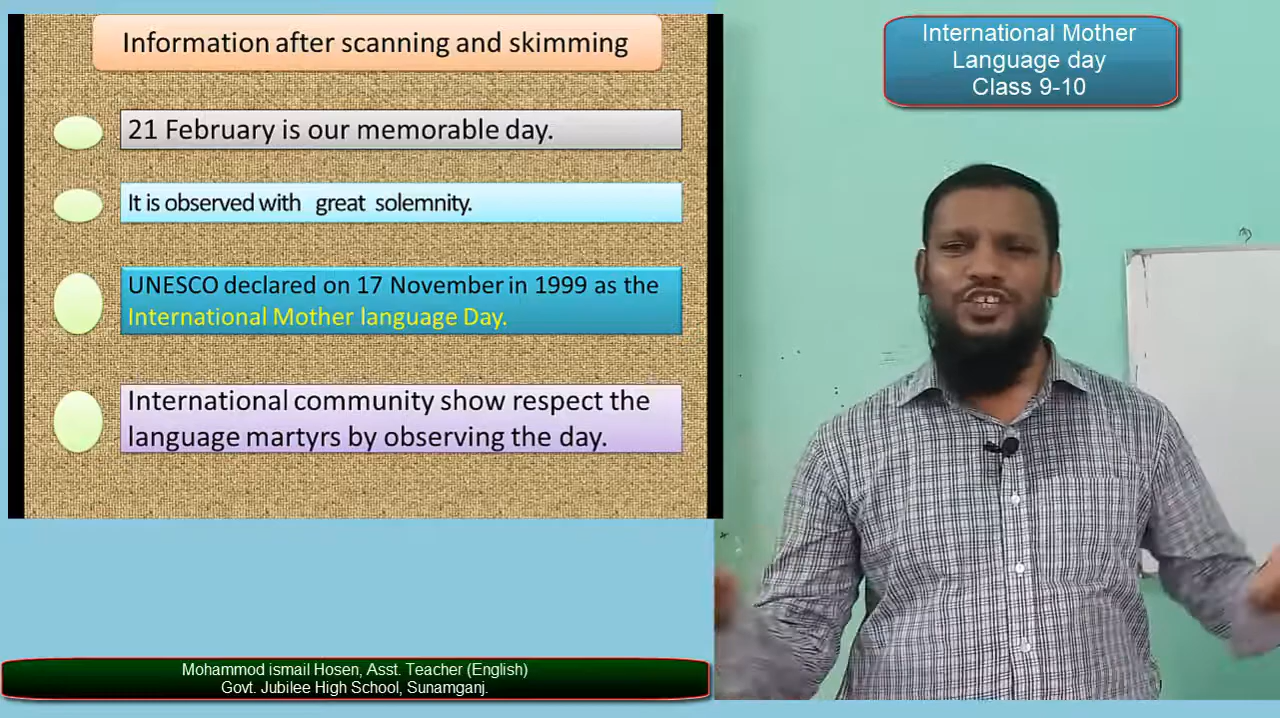 Information after scanning and skimming
21 February is our memorable day.
It is observed with great solemnity.
UNESCO declared on 17 November in 1999 as the
International Mother language Day.
International community show respect the
language martyrs by observing the day.
International Mother
Language day
Class 9-10
Mohammod ismail Hosen, Asst. Teacher (English)
Govt. Jubilee High School, Sunamganj.